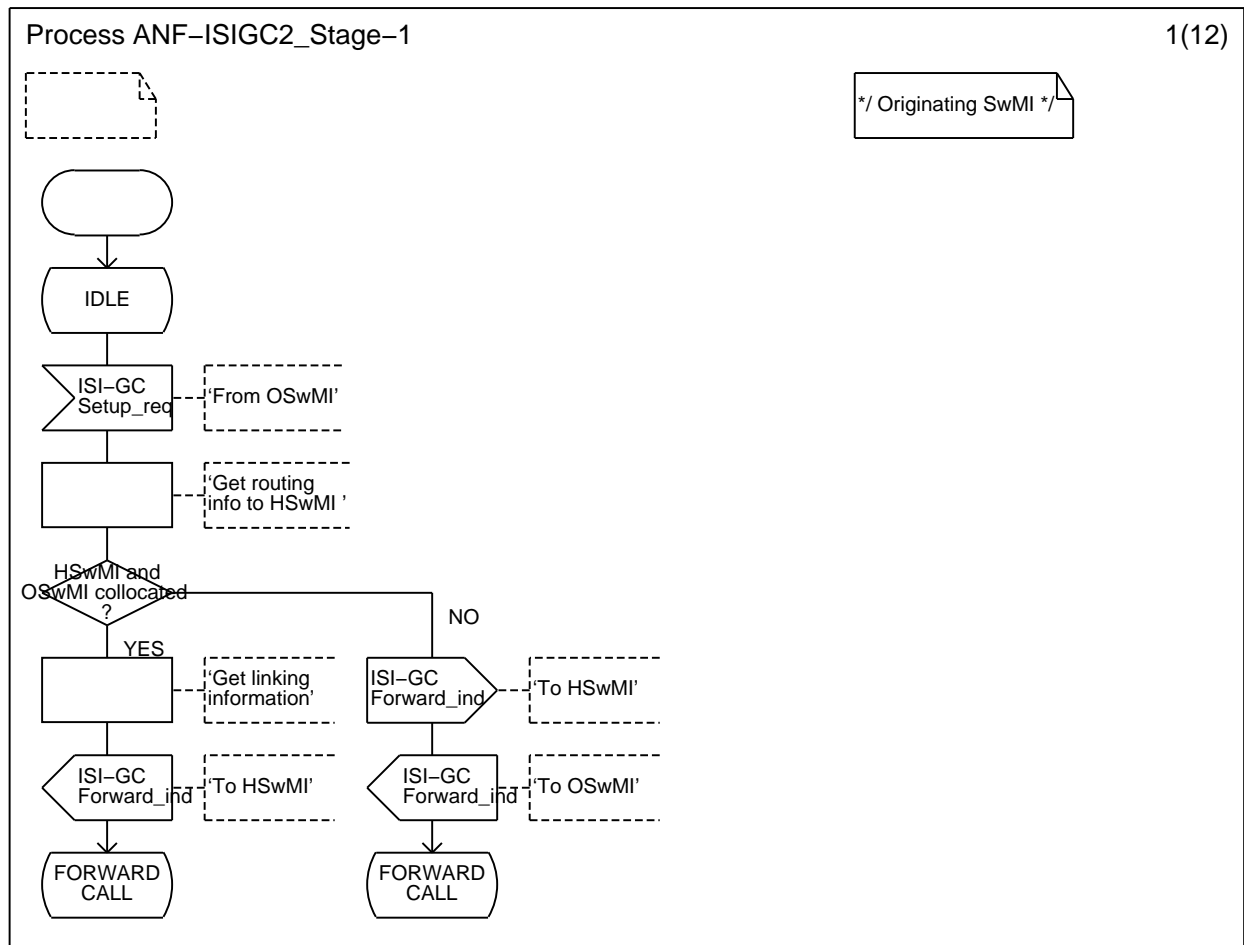 Process ANF–ISIGC2_Stage–1
1(12)
*/ Originating SwMI */
IDLE
ISI–GC
Setup_req
‘From OSwMI’
‘Get routing
info to HSwMI ’
HSwMI and
OSwMI collocated
?
NO
YES
‘Get linking
information’
ISI–GC
Forward_ind
‘To HSwMI’
ISI–GC
Forward_ind
‘To HSwMI’
ISI–GC
Forward_ind
‘To OSwMI’
FORWARD
CALL
FORWARD
CALL